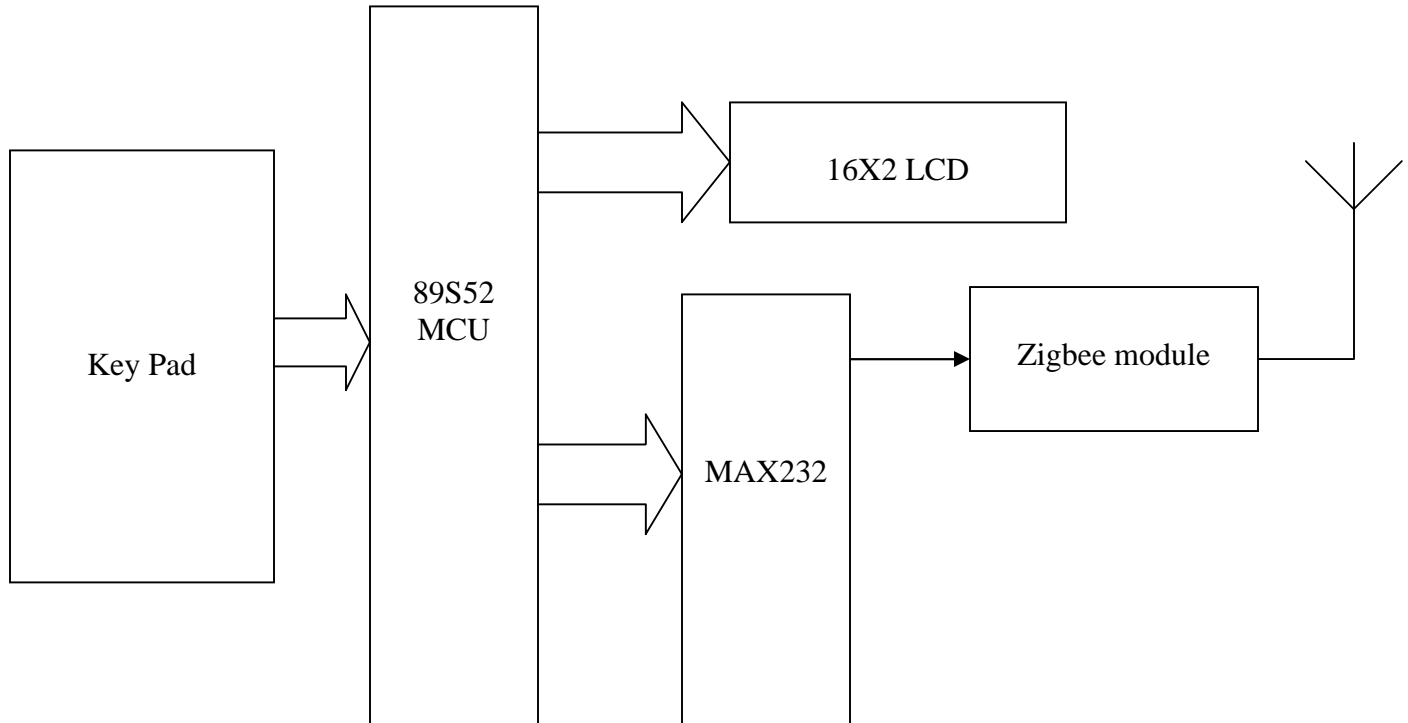 16X2 LCD
89S52
MCU
Key Pad
Zigbee module
MAX232